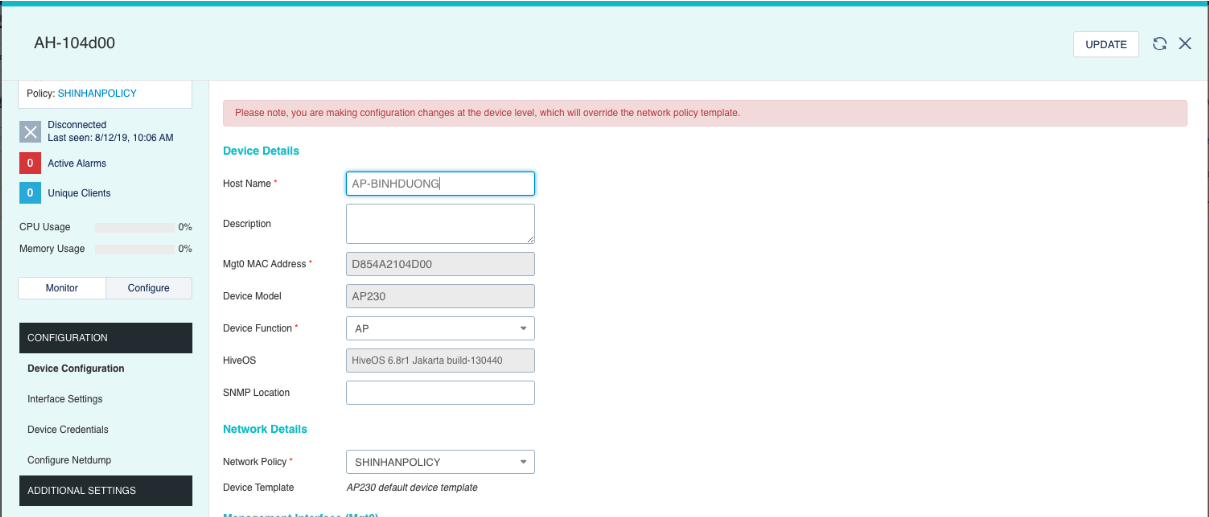 AH-104d00
UPDATE
Policy: SHINHANPOLICY
Disconnected
Last seen: 8/12/19, 10:06 AM
0 Active Alarms
0 Unique Clients
CPU Usage 0%
Memory Usage 0%
Monitor Configure
CONFIGURATION
Device Configuration
Interface Settings
Device Credentials
Configure Netdump
ADDITIONAL SETTINGS
Please note, you are making configuration changes at the device level, which will override the network policy template.
Device Details
Host Name * AP-BINHDUONG
Description
Mgt0 MAC Address * D854A2104D00
Device Model AP230
Device Function * AP
HiveOS HiveOS 6.8r1 Jakarta build-130440
SNMP Location
Network Details
Network Policy * SHINHANPOLICY
Device Template AP230 default device template
Management Interface (Mgt0)